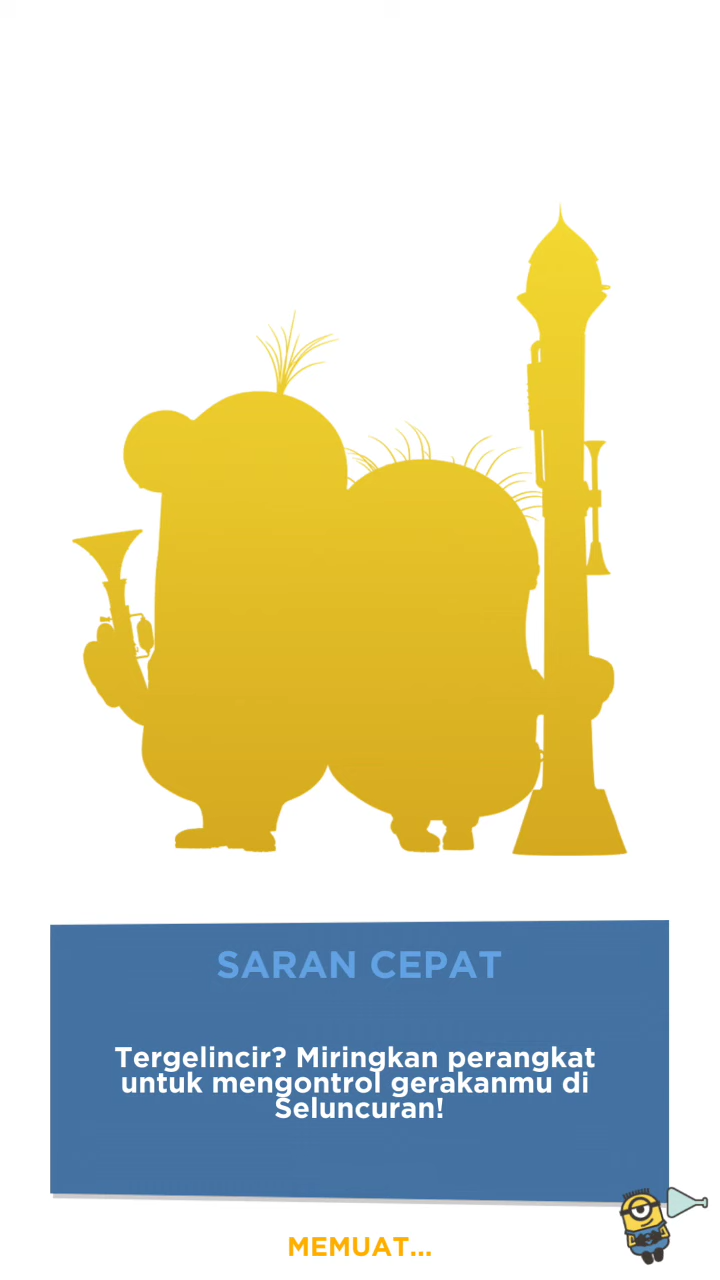 SARAN CEPAT
Tergelincir? Miringkan perangkat
untuk mengontrol gerakanmu di
Seluncuran!
MEMUAT...